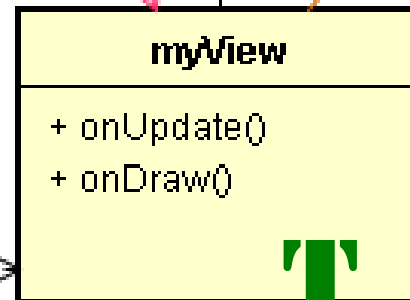 myView
+ onUpdate()
+ onDraw()
T